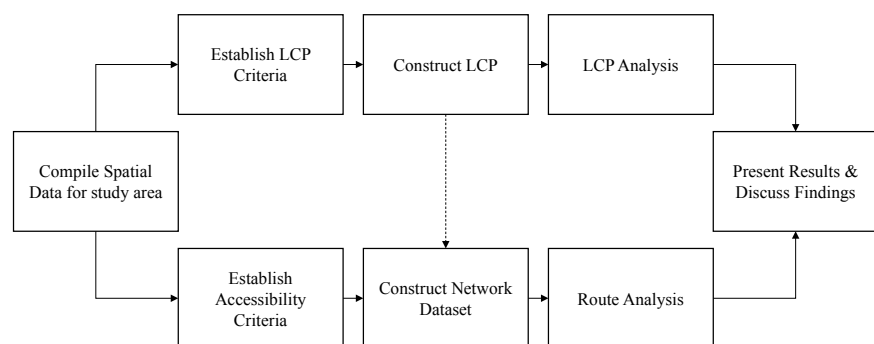 Establish LCP
Criteria
Construct LCP
LCP Analysis
Compile Spatial
Data for study area
Present Results &
Discuss Findings
Establish
Accessibility
Criteria
Construct Network
Dataset
Route Analysis